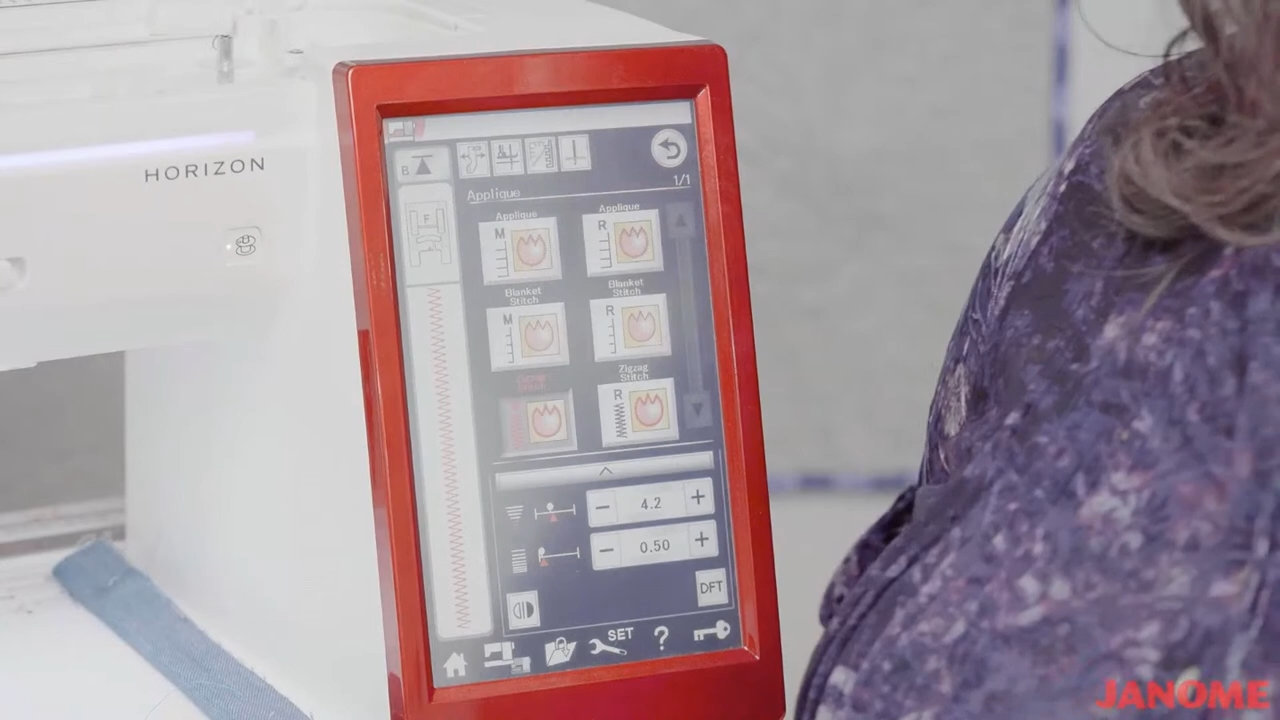 HORIZON
B
1/1
F
Applique
Applique
M
Applique
R
Blanket
Stitch
M
Blanket
Stitch
R
Zigzag
Stitch
R
4.2
0.50
DFT
SET
?
JANOME